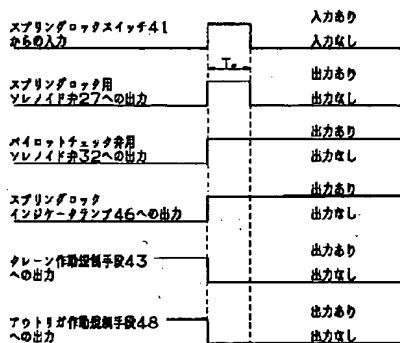 スプリングロックスイッチ41
からの入力
入力あり
入力なし
T₀
スプリングロック用
ソレノイド弁27への出力
出力あり
出力なし
パイロットチェック弁用
ソレノイド弁32への出力
出力あり
出力なし
スプリングロック
インジケータランプ46への出力
出力あり
出力なし
クレーン作動規制手段43
への出力
出力あり
出力なし
アウトリガ作動規制手段48
への出力
出力あり
出力なし